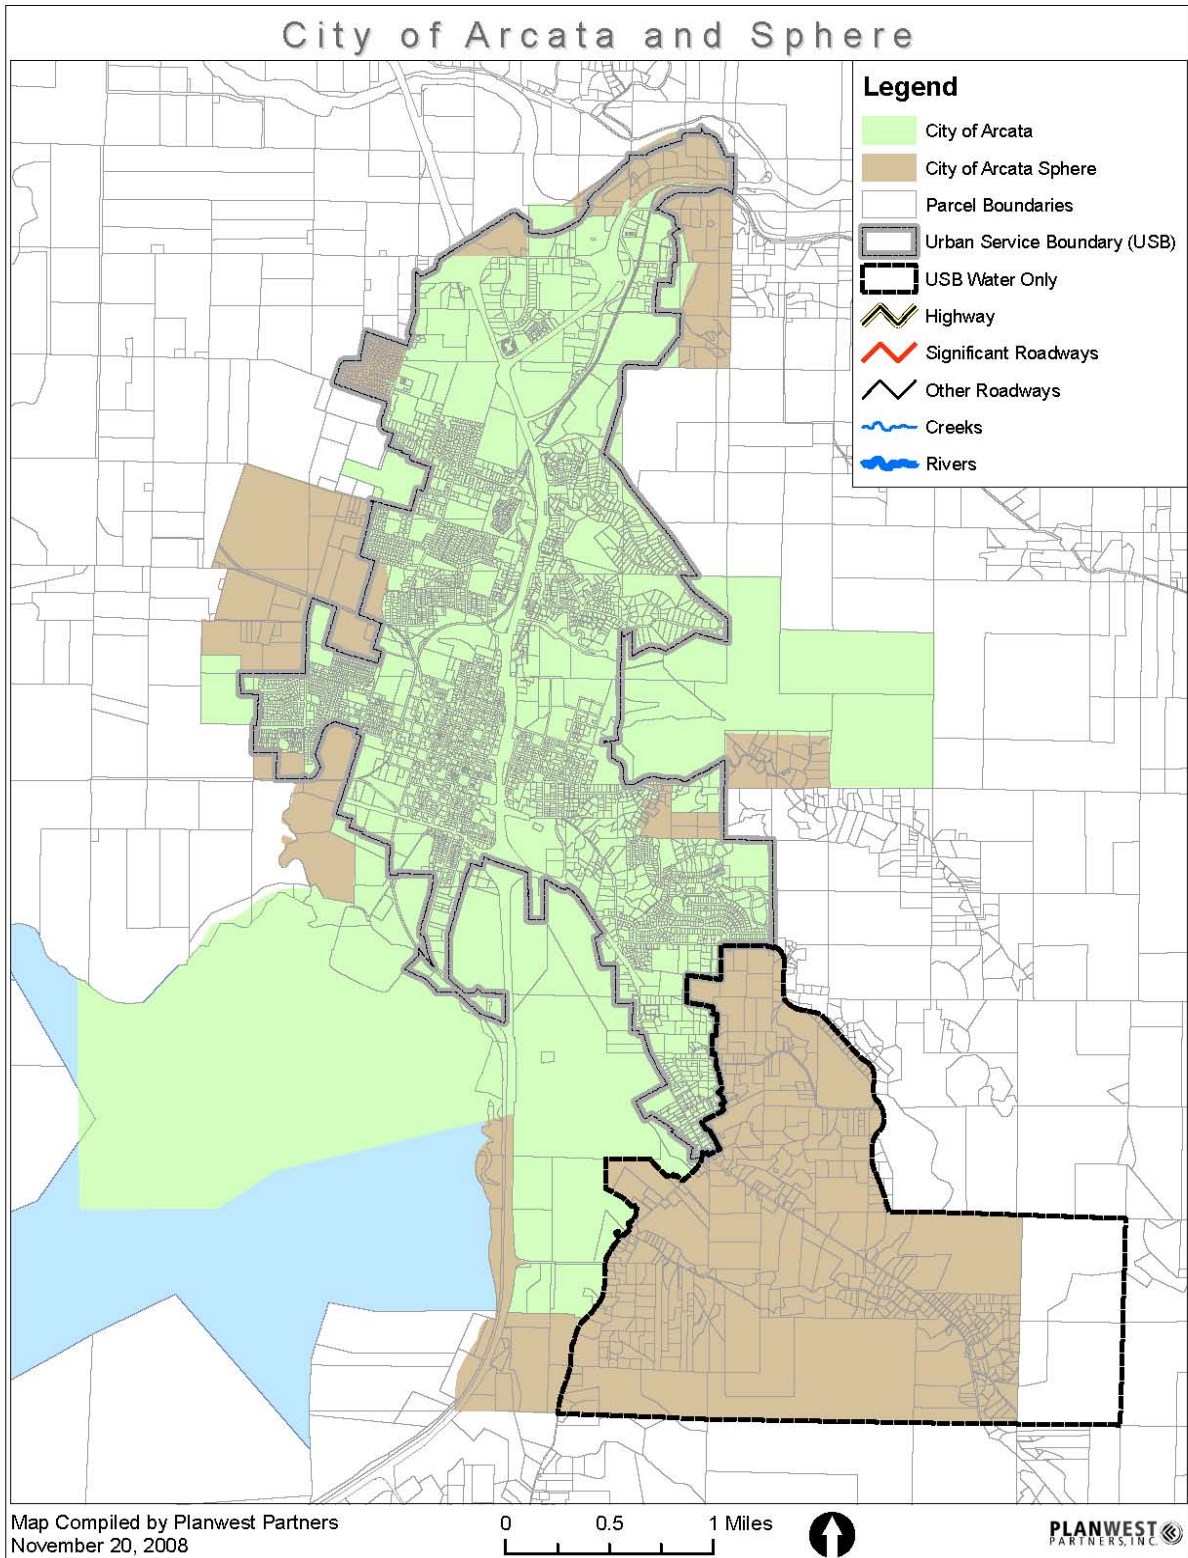 City of Arcata and Sphere
Legend
City of Arcata
City of Arcata Sphere
Parcel Boundaries
Urban Service Boundary (USB)
USB Water Only
Highway
Significant Roadways
Other Roadways
Creeks
Rivers
Map Compiled by Planwest Partners
November 20, 2008
0 0.5 1 Miles
PLANWEST
PARTNERS, INC.